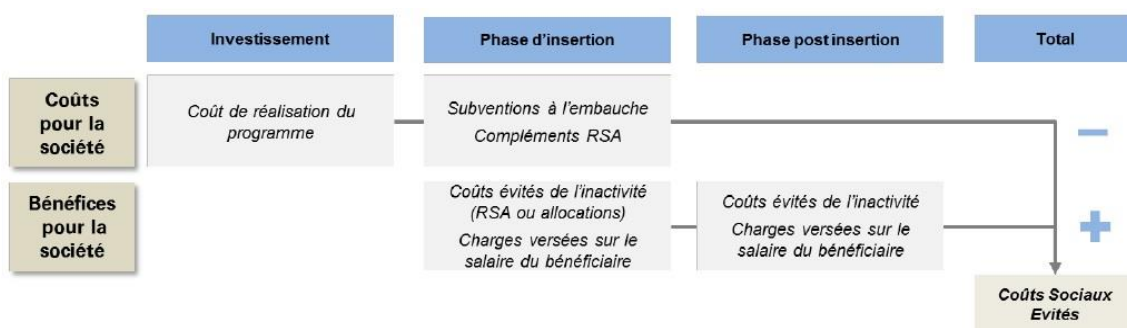 Investissement
Phase d'insertion
Phase post insertion
Total
Coûts
pour la
société
Coût de réalisation du
programme
Subventions à l'embauche
Compléments RSA
Bénéfices
pour la
société
Coûts évités de l'inactivité
(RSA ou allocations)
Charges versées sur le
salaire du bénéficiaire
Coûts évités de l'inactivité
Charges versées sur le
salaire du bénéficiaire
Coûts Sociaux
Evités